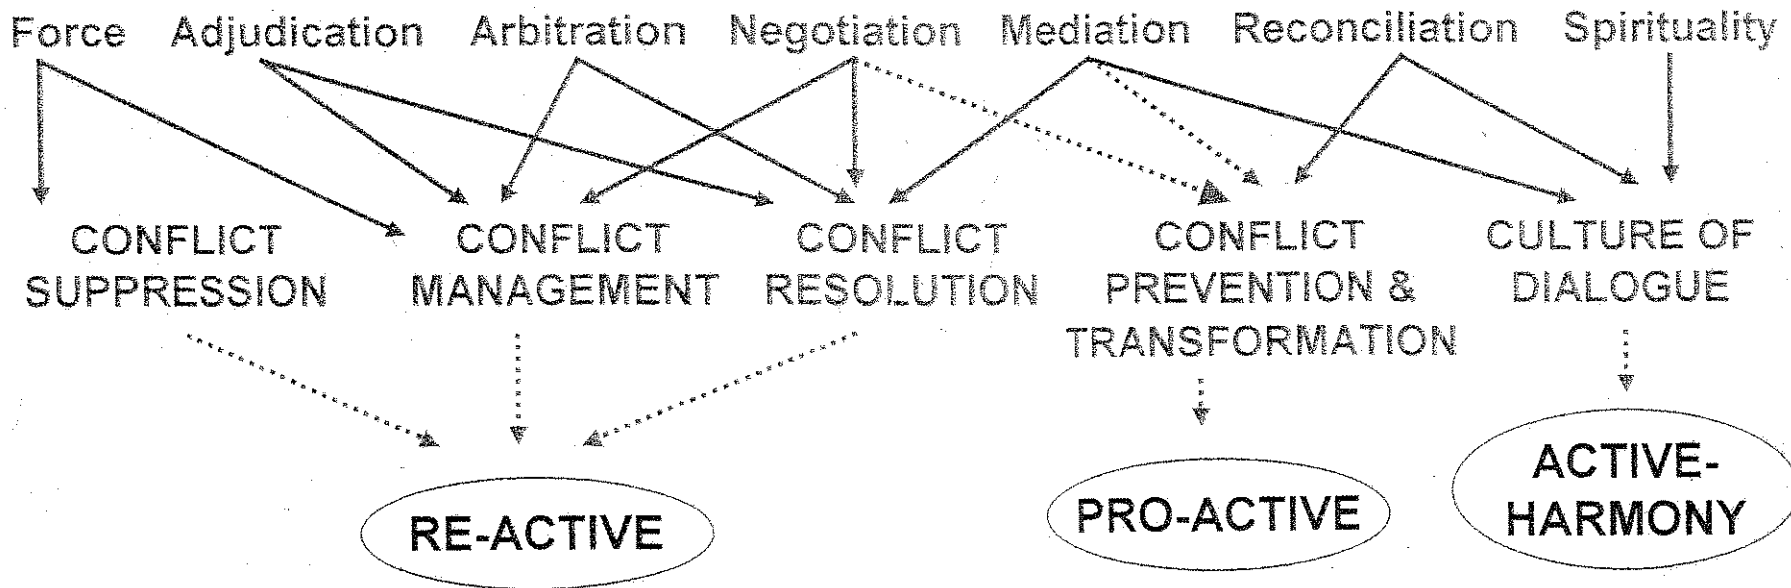 Force Adjudication Arbitration Negotiation Mediation Reconciliation Spirituality
CONFLICT
SUPPRESSION
CONFLICT
MANAGEMENT
CONFLICT
RESOLUTION
CONFLICT
PREVENTION &
TRANSFORMATION
CULTURE OF
DIALOGUE
RE-ACTIVE
PRO-ACTIVE
ACTIVE-
HARMONY